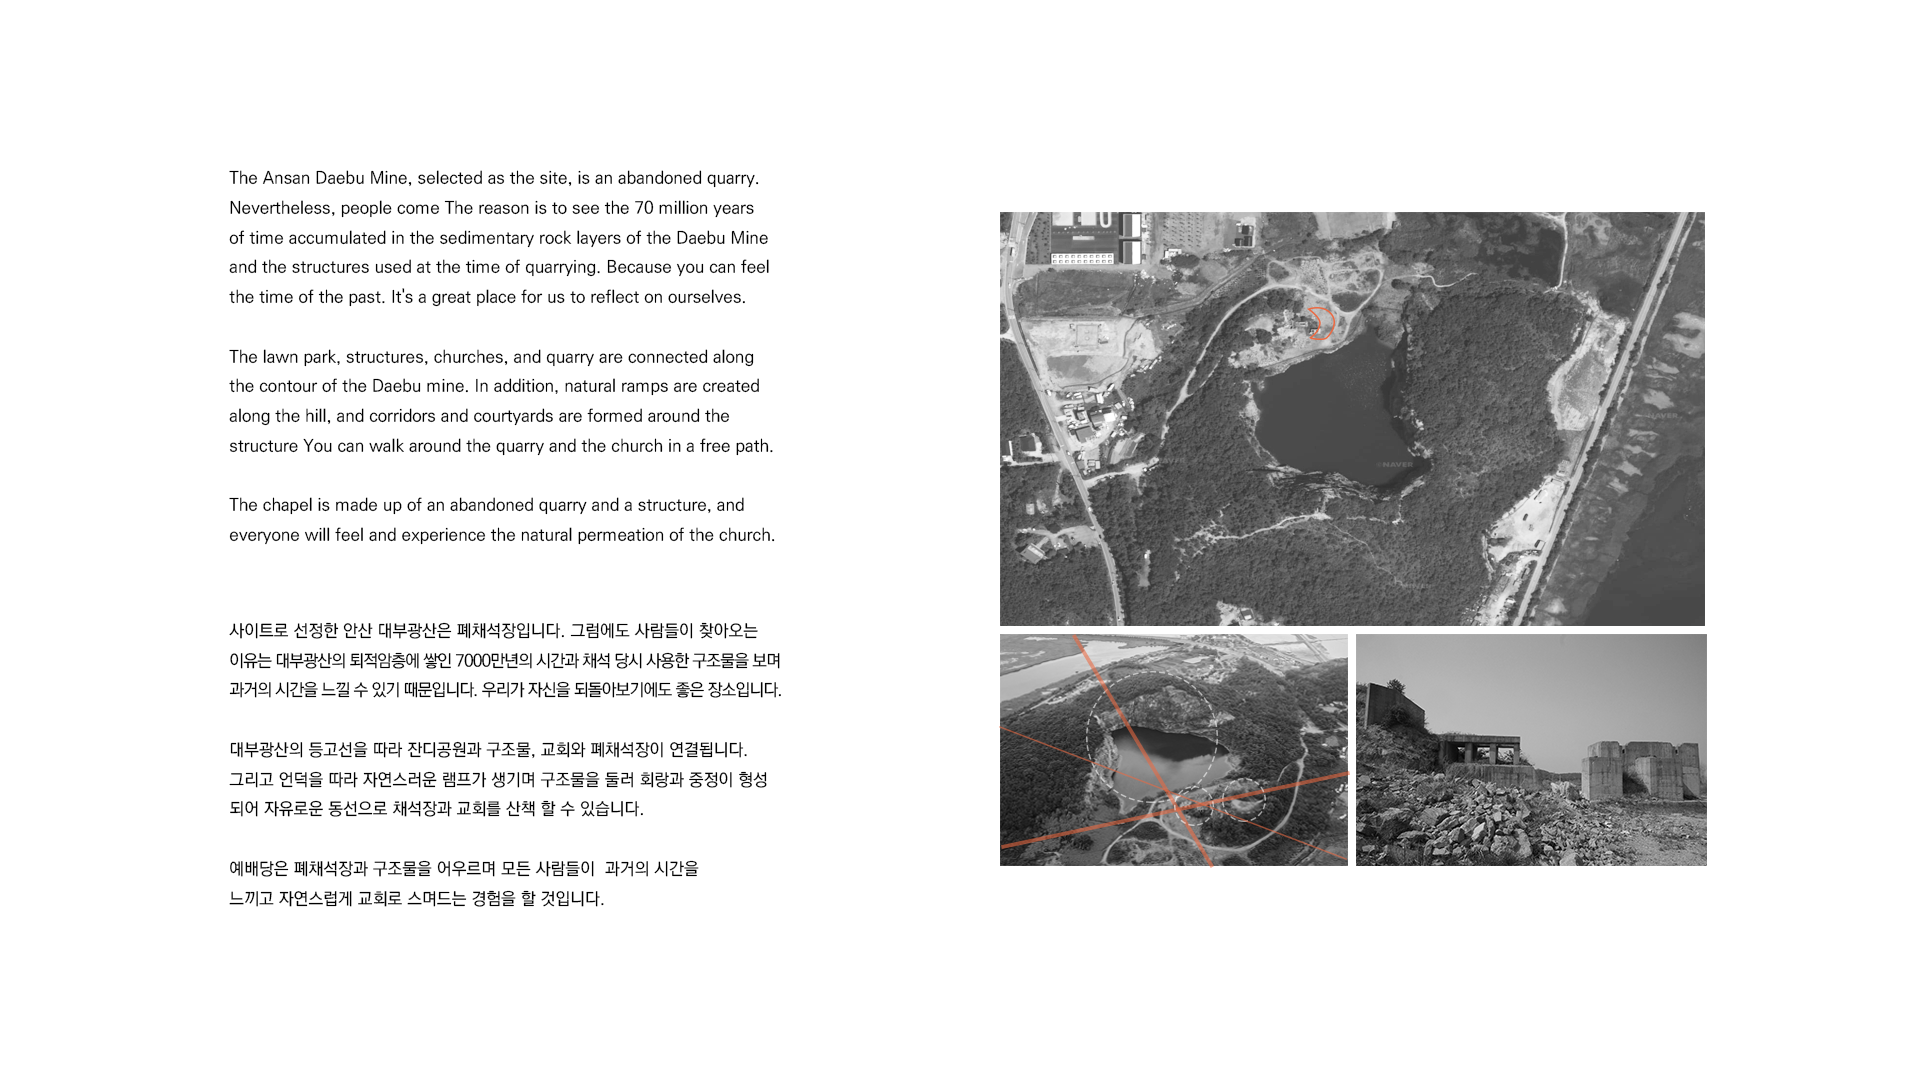 The Ansan Daebu Mine, selected as the site, is an abandoned quarry.
Nevertheless, people come The reason is to see the 70 million years
of time accumulated in the sedimentary rock layers of the Daebu Mine
and the structures used at the time of quarrying. Because you can feel
the time of the past. It's a great place for us to reflect on ourselves.
The lawn park, structures, churches, and quarry are connected along
the contour of the Daebu mine. In addition, natural ramps are created
along the hill, and corridors and courtyards are formed around the
structure You can walk around the quarry and the church in a free path.
The chapel is made up of an abandoned quarry and a structure, and
everyone will feel and experience the natural permeation of the church.
사이트로 선정한 안산 대부광산은 폐채석장입니다. 그럼에도 사람들이 찾아오는
이유는 대부광산의 퇴적암층에 쌓인 7000만년의 시간과 채석 당시 사용한 구조물을 보며
과거의 시간을 느낄 수 있기 때문입니다. 우리가 자신을 되돌아보기에도 좋은 장소입니다.
대부광산의 등고선을 따라 잔디공원과 구조물, 교회와 폐채석장이 연결됩니다.
그리고 언덕을 따라 자연스러운 램프가 생기며 구조물을 둘러 회랑과 중정이 형성
되어 자유로운 동선으로 채석장과 교회를 산책 할 수 있습니다.
예배당은 폐채석장과 구조물을 어우르며 모든 사람들이 과거의 시간을
느끼고 자연스럽게 교회로 스며드는 경험을 할 것입니다.
NAVER
NAVER